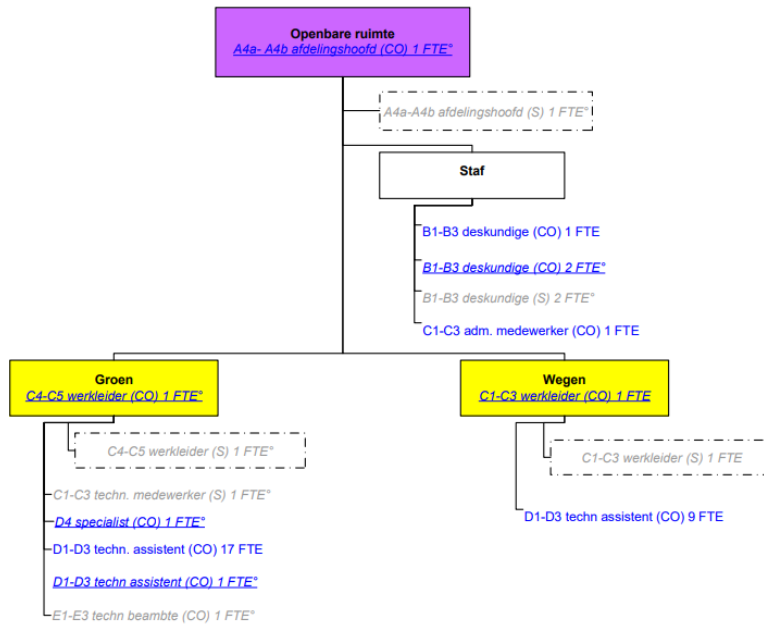 Openbare ruimte
A4a- A4b afdelingshoofd (CO) 1 FTE°
A4a-A4b afdelingshoofd (S) 1 FTE°
Staf
B1-B3 deskundige (CO) 1 FTE
B1-B3 deskundige (CO) 2 FTE°
B1-B3 deskundige (S) 2 FTE°
C1-C3 adm. medewerker (CO) 1 FTE
Groen
C4-C5 werkleider (CO) 1 FTE°
C4-C5 werkleider (S) 1 FTE°
C1-C3 techn. medewerker (S) 1 FTE°
D4 specialist (CO) 1 FTE°
D1-D3 techn. assistent (CO) 17 FTE
D1-D3 techn assistent (CO) 1 FTE°
E1-E3 techn beambte (CO) 1 FTE°
Wegen
C1-C3 werkleider (CO) 1 FTE
C1-C3 werkleider (S) 1 FTE
D1-D3 techn assistent (CO) 9 FTE